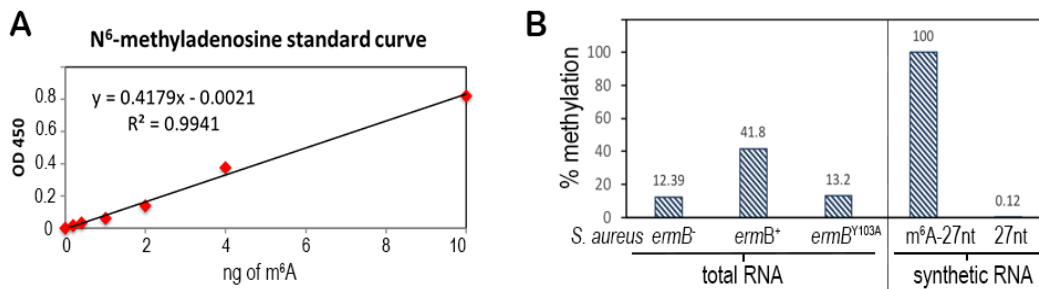 A
N⁶-methyladenosine standard curve
y = 0.4179x - 0.0021
R² = 0.9941
OD 450
0.8
0.6
0.4
0.2
0
0 2 4 6 8 10
ng of m⁶A
B
% methylation
100
80
60
40
20
0
12.39
41.8
13.2
100
0.12
S. aureus ermB⁻ ermB⁺ ermBY103A m⁶A-27nt 27nt
total RNA synthetic RNA